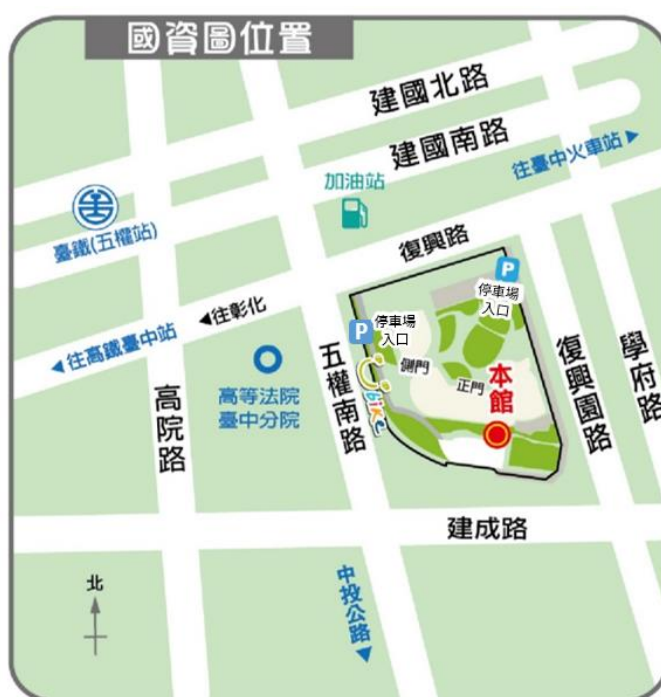 國資圖位置
建國北路
建國南路
往臺中火車站
加油站
臺鐵(五權站)
復興路
P
停車場
入口
往彰化
往高鐵臺中站
P
停車場
入口
側門
正門
本館
Ubike
高等法院
臺中分院
五權南路
高院路
復興園路
學府路
建成路
北
中投公路